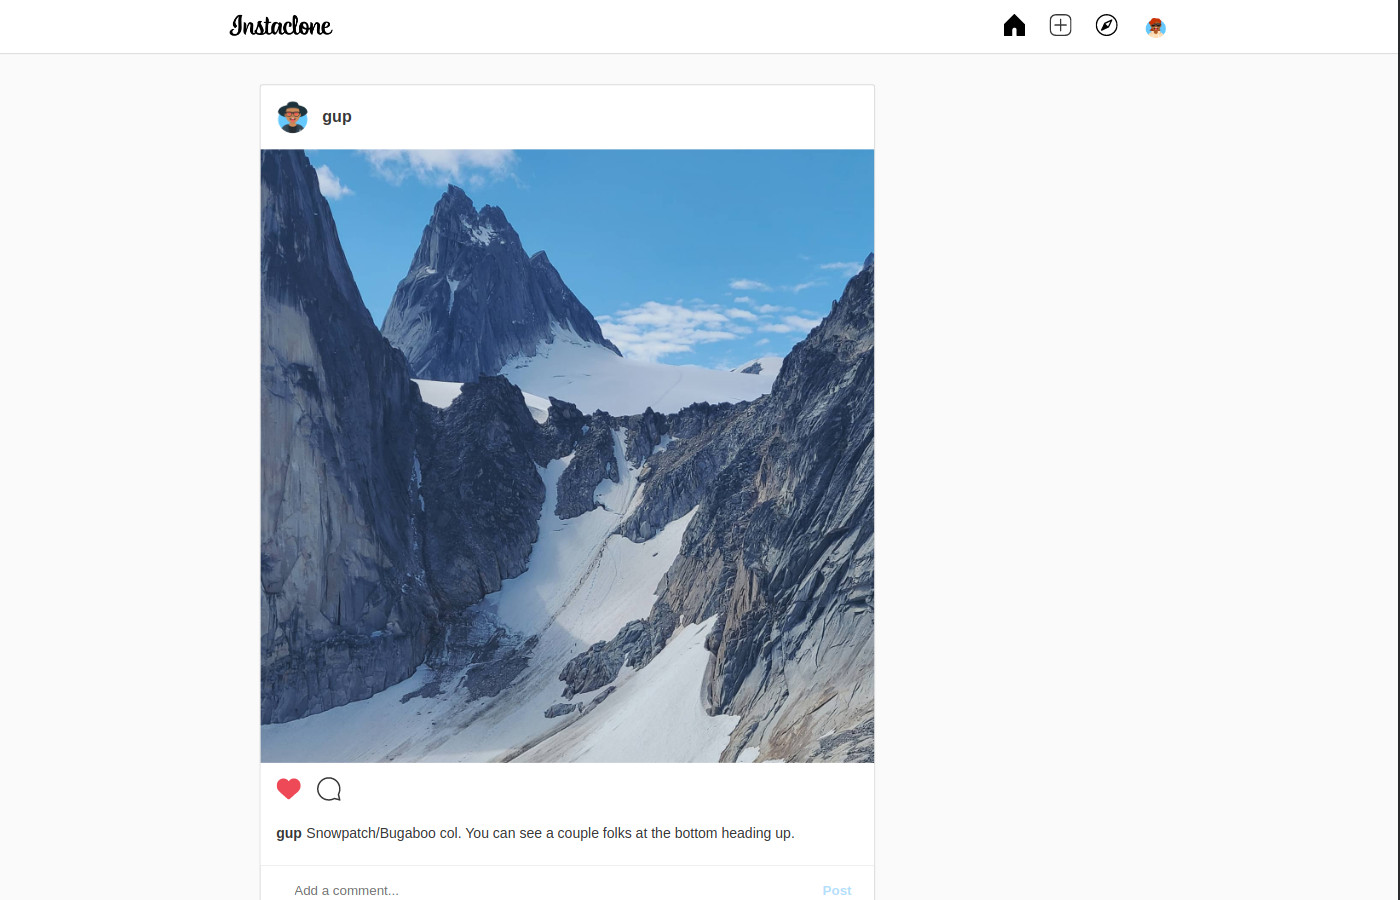 Instaclone
gup
gup Snowpatch/Bugaboo col. You can see a couple folks at the bottom heading up.
Add a comment...
Post